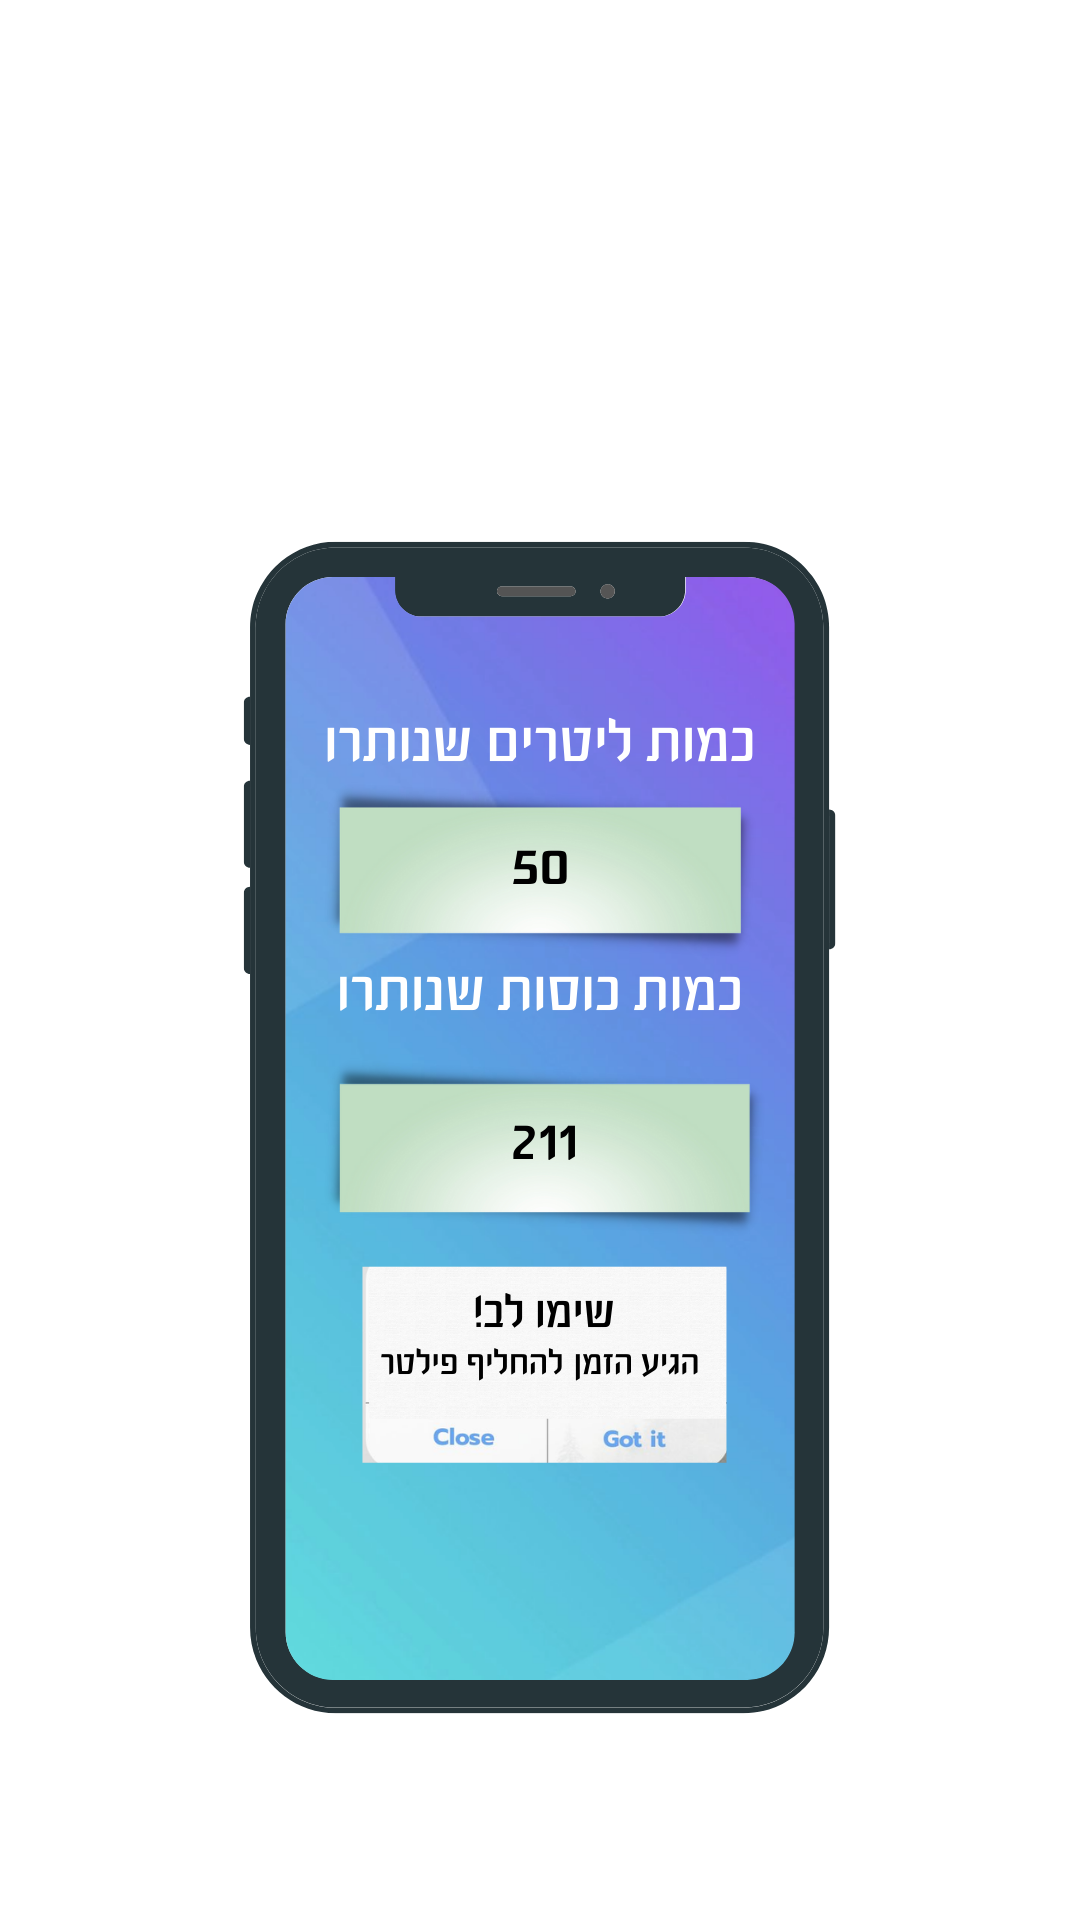 כמות ליטרים שנותרו
50
כמות כוסות שנותרו
211
שימו לב!
הגיע הזמן להחליף פילטר
Close
Got it